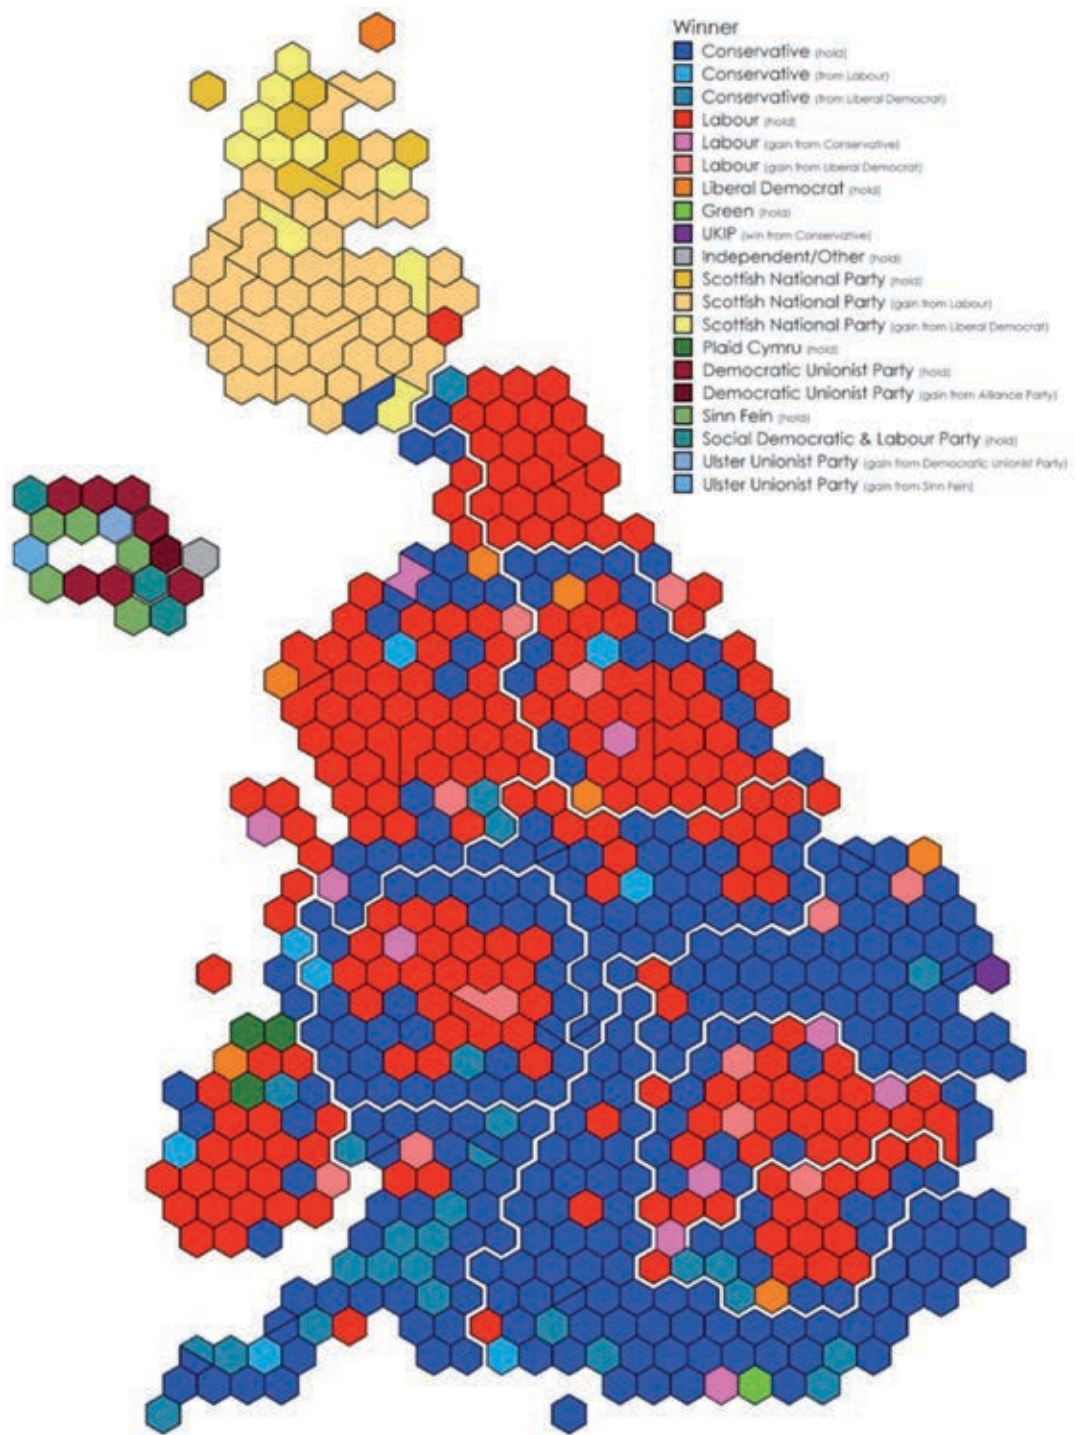 Winner
Conservative (hold)
Conservative (from Labour)
Conservative (from Liberal Democrat)
Labour (hold)
Labour (gain from Conservative)
Labour (gain from Liberal Democrat)
Liberal Democrat (hold)
Green (hold)
UKIP (win from Conservative)
Independent/Other (hold)
Scottish National Party (hold)
Scottish National Party (gain from Labour)
Scottish National Party (gain from Liberal Democrat)
Plaid Cymru (hold)
Democratic Unionist Party (hold)
Democratic Unionist Party (gain from Alliance Party)
Sinn Fein (hold)
Social Democratic & Labour Party (hold)
Ulster Unionist Party (gain from Democratic Unionist Party)
Ulster Unionist Party (gain from Sinn Fein)